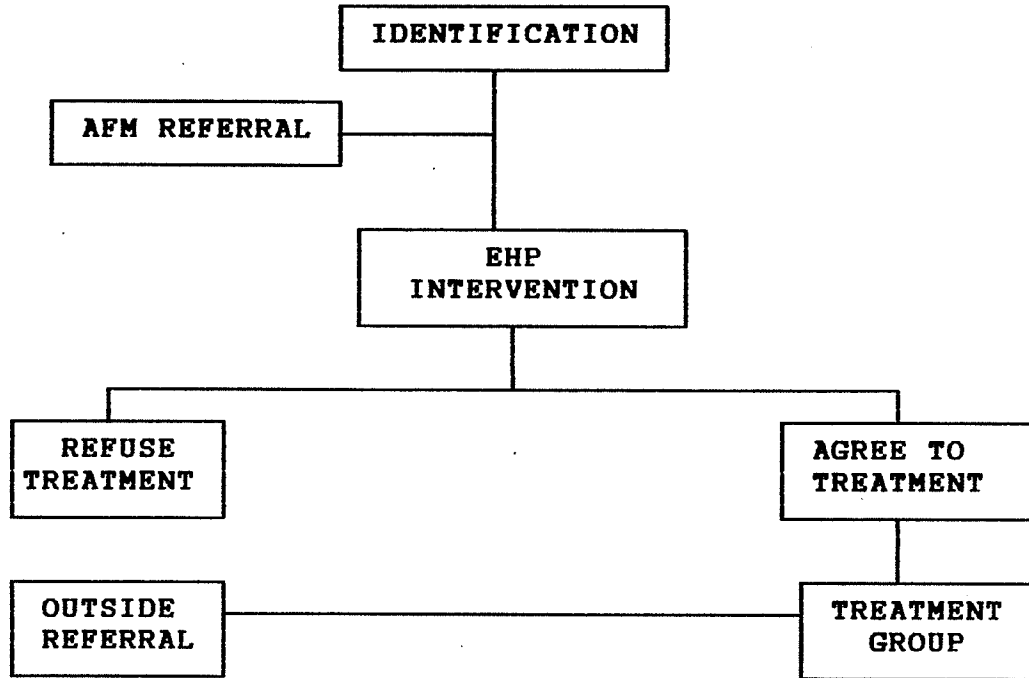 IDENTIFICATION
AFM REFERRAL
EHP
INTERVENTION
REFUSE
TREATMENT
AGREE TO
TREATMENT
OUTSIDE
REFERRAL
TREATMENT
GROUP